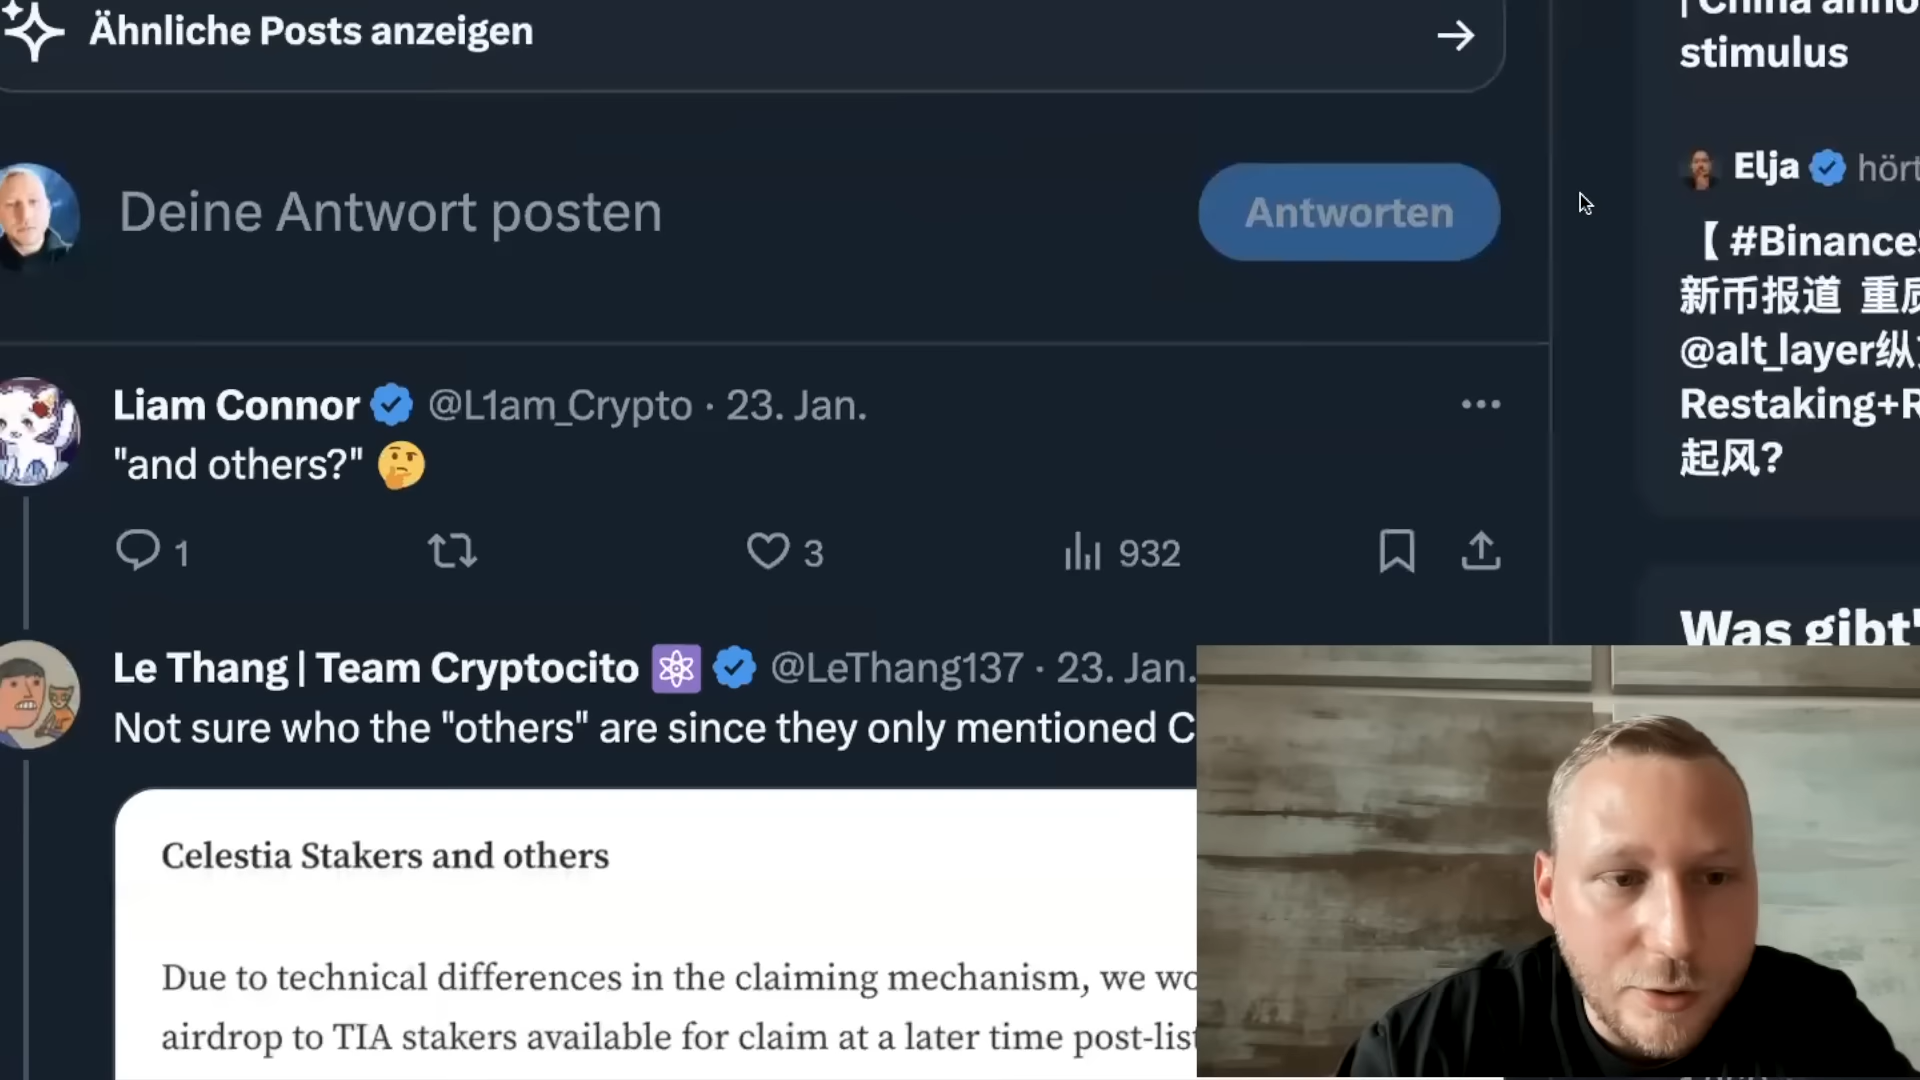 Ähnliche Posts anzeigen
Deine Antwort posten
Antworten
Liam Connor @L1am_Crypto · 23. Jan.
"and others?" 🤔
1 3 932
Le Thang | Team Cryptocito ⚛️ @LeThang137 · 23. Jan.
Not sure who the "others" are since they only mentioned C
Celestia Stakers and others
Due to technical differences in the claiming mechanism, we wo
airdrop to TIA stakers available for claim at a later time post-list
| China anno
stimulus
Elja hört
【 #Binance
新币报道 重质
@alt_layer纵
Restaking+R
起风?
Was gibt'